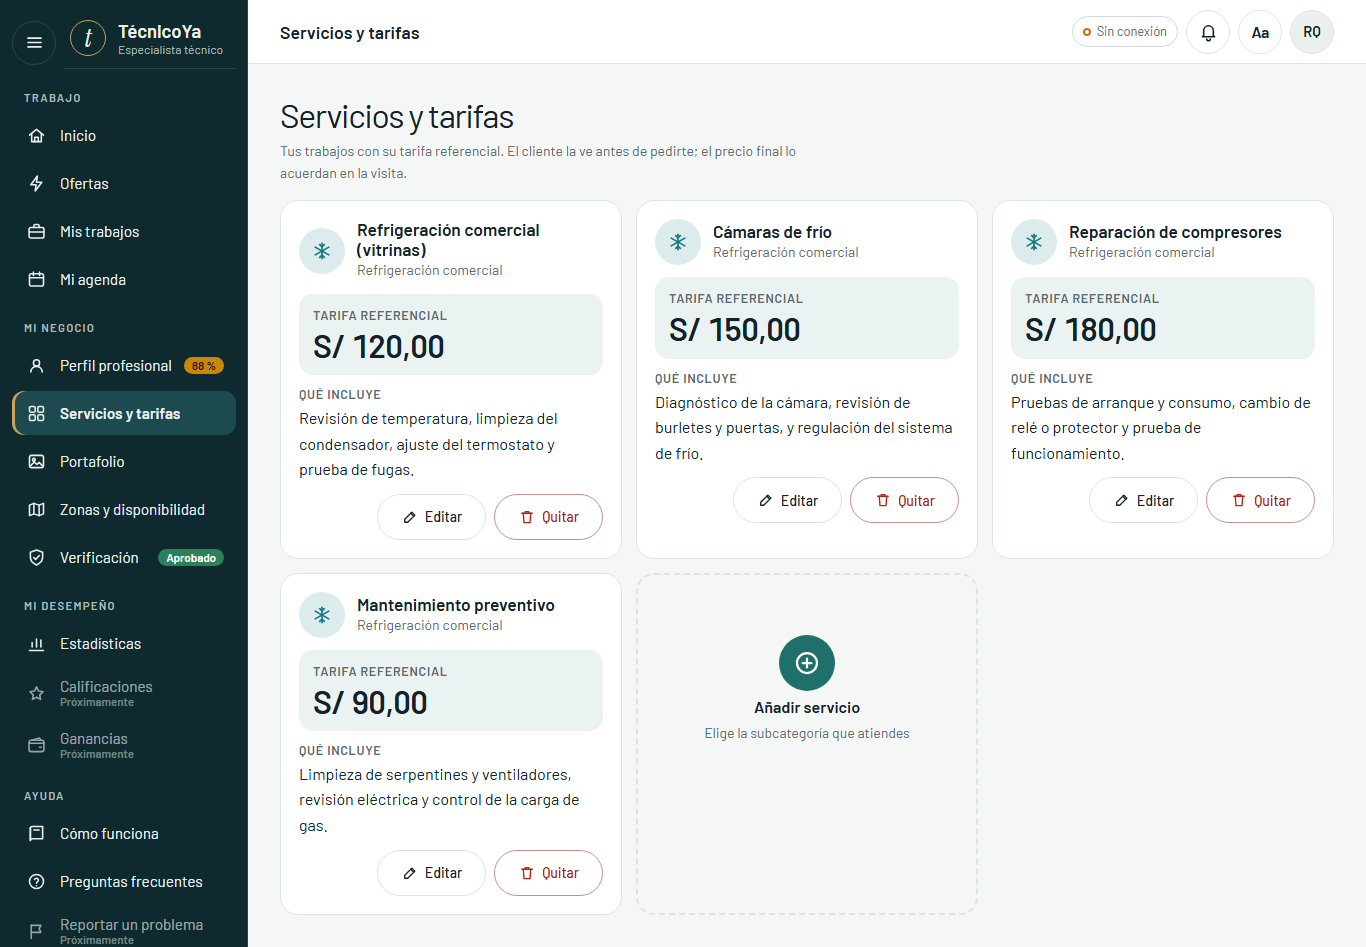 t
TécnicoYa
Especialista técnico
TRABAJO
Inicio
Ofertas
Mis trabajos
Mi agenda
MI NEGOCIO
Perfil profesional 88 %
Servicios y tarifas
Portafolio
Zonas y disponibilidad
Verificación Aprobado
MI DESEMPEÑO
Estadísticas
Calificaciones
Próximamente
Ganancias
Próximamente
AYUDA
Cómo funciona
Preguntas frecuentes
Reportar un problema
Próximamente
Servicios y tarifas
Sin conexión
Aa
RQ
Servicios y tarifas
Tus trabajos con su tarifa referencial. El cliente la ve antes de pedirte; el precio final lo
acuerdan en la visita.
Refrigeración comercial
(vitrinas)
Refrigeración comercial
TARIFA REFERENCIAL
S/ 120,00
QUÉ INCLUYE
Revisión de temperatura, limpieza del
condensador, ajuste del termostato y
prueba de fugas.
Editar
Quitar
Cámaras de frío
Refrigeración comercial
TARIFA REFERENCIAL
S/ 150,00
QUÉ INCLUYE
Diagnóstico de la cámara, revisión de
burletes y puertas, y regulación del sistema
de frío.
Editar
Quitar
Reparación de compresores
Refrigeración comercial
TARIFA REFERENCIAL
S/ 180,00
QUÉ INCLUYE
Pruebas de arranque y consumo, cambio de
relé o protector y prueba de
funcionamiento.
Editar
Quitar
Mantenimiento preventivo
Refrigeración comercial
TARIFA REFERENCIAL
S/ 90,00
QUÉ INCLUYE
Limpieza de serpentines y ventiladores,
revisión eléctrica y control de la carga de
gas.
Editar
Quitar
Añadir servicio
Elige la subcategoría que atiendes